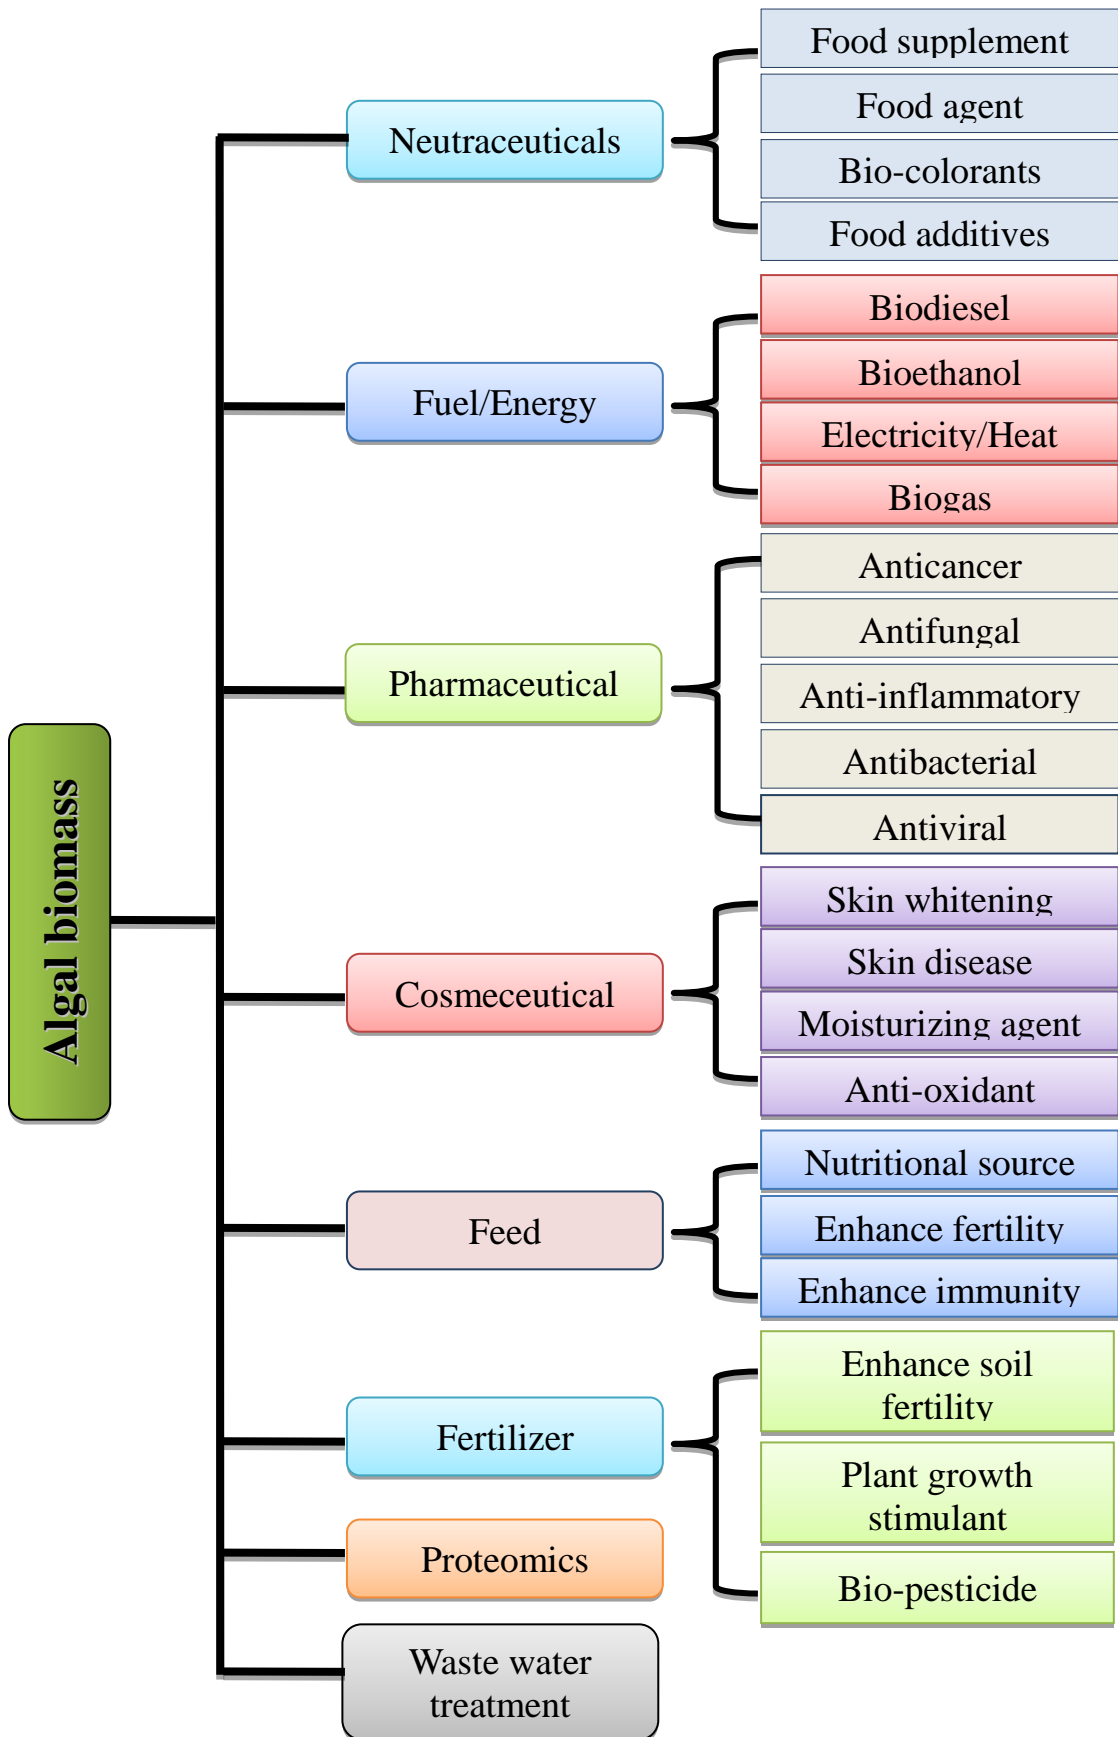 Algal biomass
Neutraceuticals
Food supplement
Food agent
Bio-colorants
Food additives
Fuel/Energy
Biodiesel
Bioethanol
Electricity/Heat
Biogas
Pharmaceutical
Anticancer
Antifungal
Anti-inflammatory
Antibacterial
Antiviral
Cosmeceutical
Skin whitening
Skin disease
Moisturizing agent
Anti-oxidant
Feed
Nutritional source
Enhance fertility
Enhance immunity
Fertilizer
Enhance soil
fertility
Plant growth
stimulant
Bio-pesticide
Proteomics
Waste water
treatment